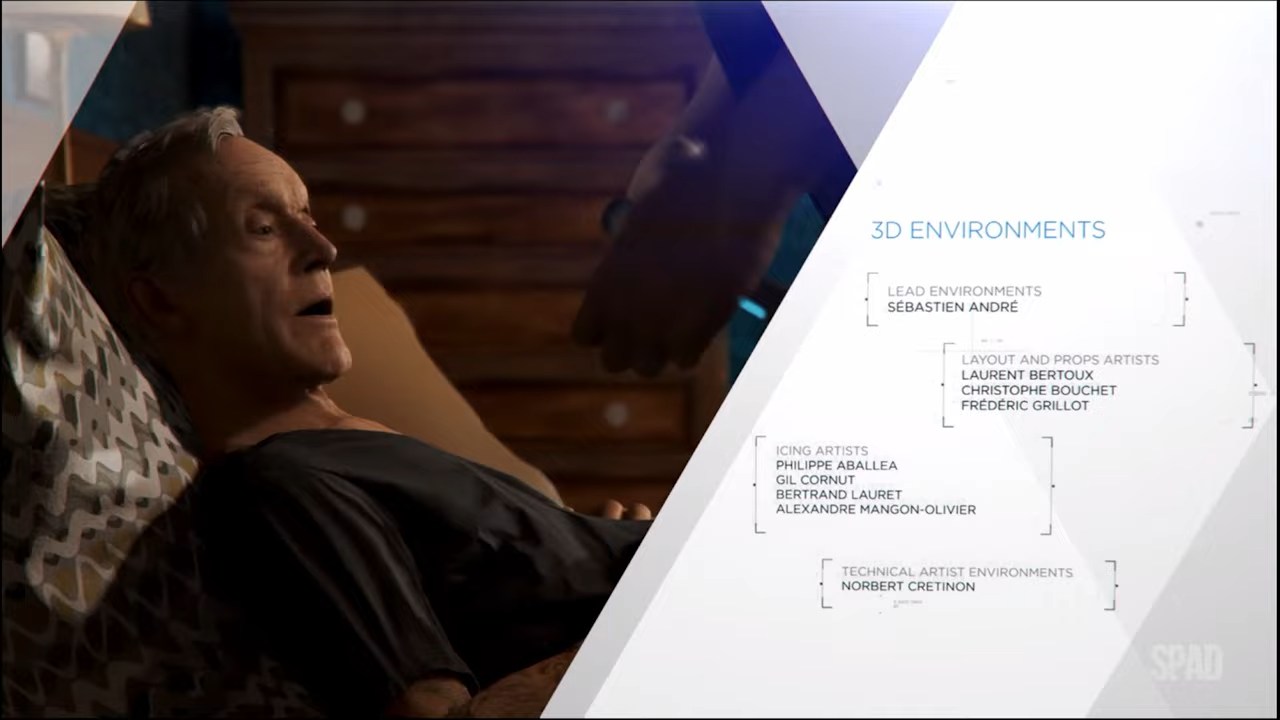 3D ENVIRONMENTS
LEAD ENVIRONMENTS
SÉBASTIEN ANDRÉ
LAYOUT AND PROPS ARTISTS
LAURENT BERTOUX
CHRISTOPHE BOUCHET
FRÉDÉRIC GRILLOT
ICING ARTISTS
PHILIPPE ABALLEA
GIL CORNUT
BERTRAND LAURET
ALEXANDRE MANGON-OLIVIER
TECHNICAL ARTIST ENVIRONMENTS
NORBERT CRETINON
SPAD